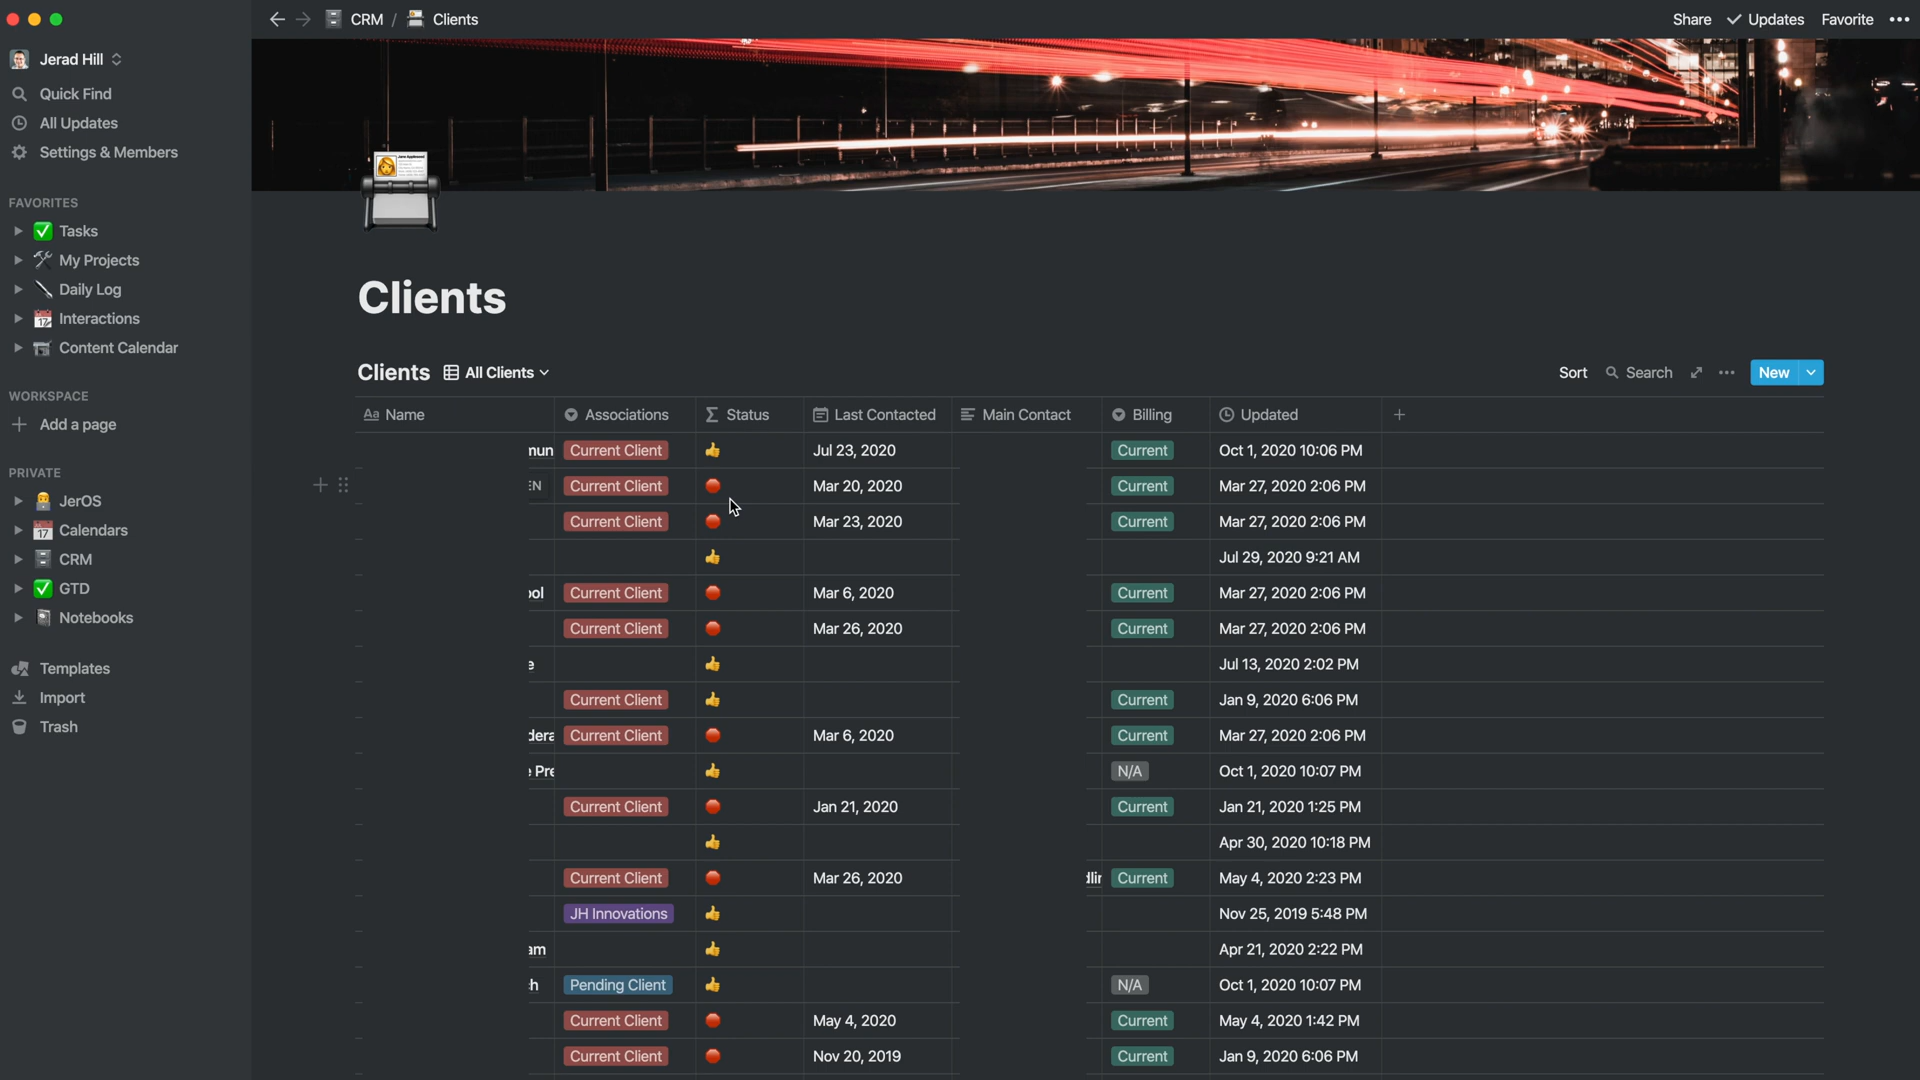 CRM / Clients
Share Updates Favorite
Jerad Hill
Quick Find
All Updates
Settings & Members
FAVORITES
Tasks
My Projects
Daily Log
Interactions
Content Calendar
WORKSPACE
Add a page
PRIVATE
JerOS
Calendars
CRM
GTD
Notebooks
Templates
Import
Trash
Clients
Clients All Clients Sort Search New
Aa Name Associations Status Last Contacted Main Contact Billing Updated
mun Current Client Jul 23, 2020 Current Oct 1, 2020 10:06 PM
EN Current Client Mar 20, 2020 Current Mar 27, 2020 2:06 PM
Current Client Mar 23, 2020 Current Mar 27, 2020 2:06 PM
Jul 29, 2020 9:21 AM
ool Current Client Mar 6, 2020 Current Mar 27, 2020 2:06 PM
Current Client Mar 26, 2020 Current Mar 27, 2020 2:06 PM
e Jul 13, 2020 2:02 PM
Current Client Current Jan 9, 2020 6:06 PM
dera Current Client Mar 6, 2020 Current Mar 27, 2020 2:06 PM
e Pre N/A Oct 1, 2020 10:07 PM
Current Client Jan 21, 2020 Current Jan 21, 2020 1:25 PM
Apr 30, 2020 10:18 PM
Current Client Mar 26, 2020 dlin Current May 4, 2020 2:23 PM
JH Innovations Nov 25, 2019 5:48 PM
am Apr 21, 2020 2:22 PM
h Pending Client N/A Oct 1, 2020 10:07 PM
Current Client May 4, 2020 Current May 4, 2020 1:42 PM
Current Client Nov 20, 2019 Current Jan 9, 2020 6:06 PM